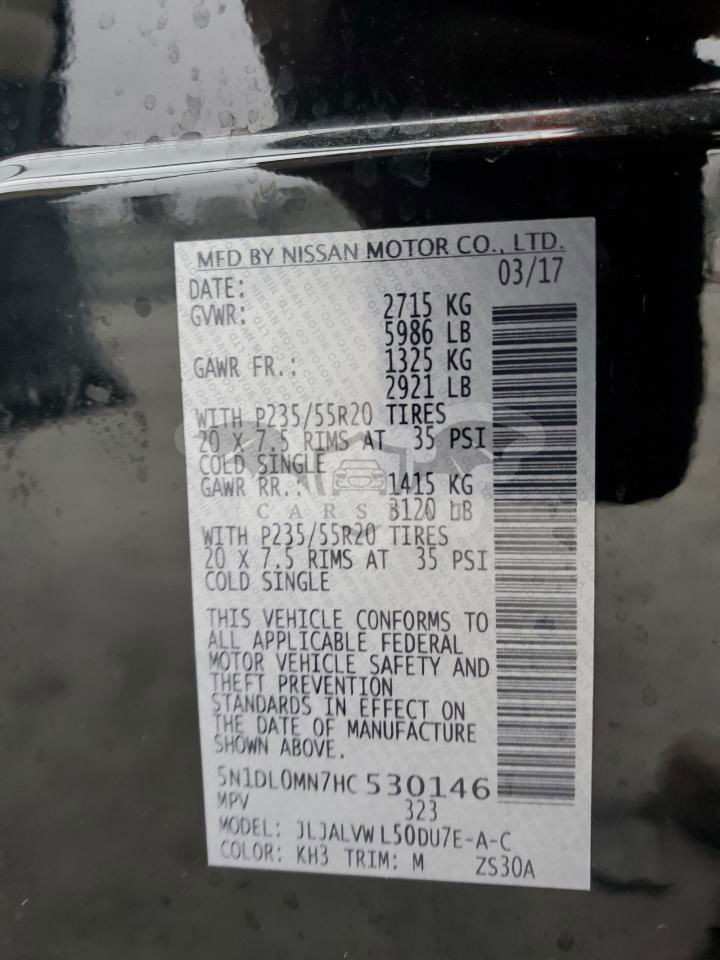 MFD BY NISSAN MOTOR CO., LTD.
DATE: 03/17
GVWR: 2715 KG
5986 LB
GAWR FR.: 1325 KG
2921 LB
WITH P235/55R20 TIRES
20 X 7.5 RIMS AT 35 PSI
COLD SINGLE
GAWR RR.: 1415 KG
3120 LB
WITH P235/55R20 TIRES
20 X 7.5 RIMS AT 35 PSI
COLD SINGLE
THIS VEHICLE CONFORMS TO
ALL APPLICABLE FEDERAL
MOTOR VEHICLE SAFETY AND
THEFT PREVENTION
STANDARDS IN EFFECT ON
THE DATE OF MANUFACTURE
SHOWN ABOVE.
5N1DL0MN7HC 530146
MPV 323
MODEL: JLJALVW L50DU7E-A-C
COLOR: KH3 TRIM: M ZS30A